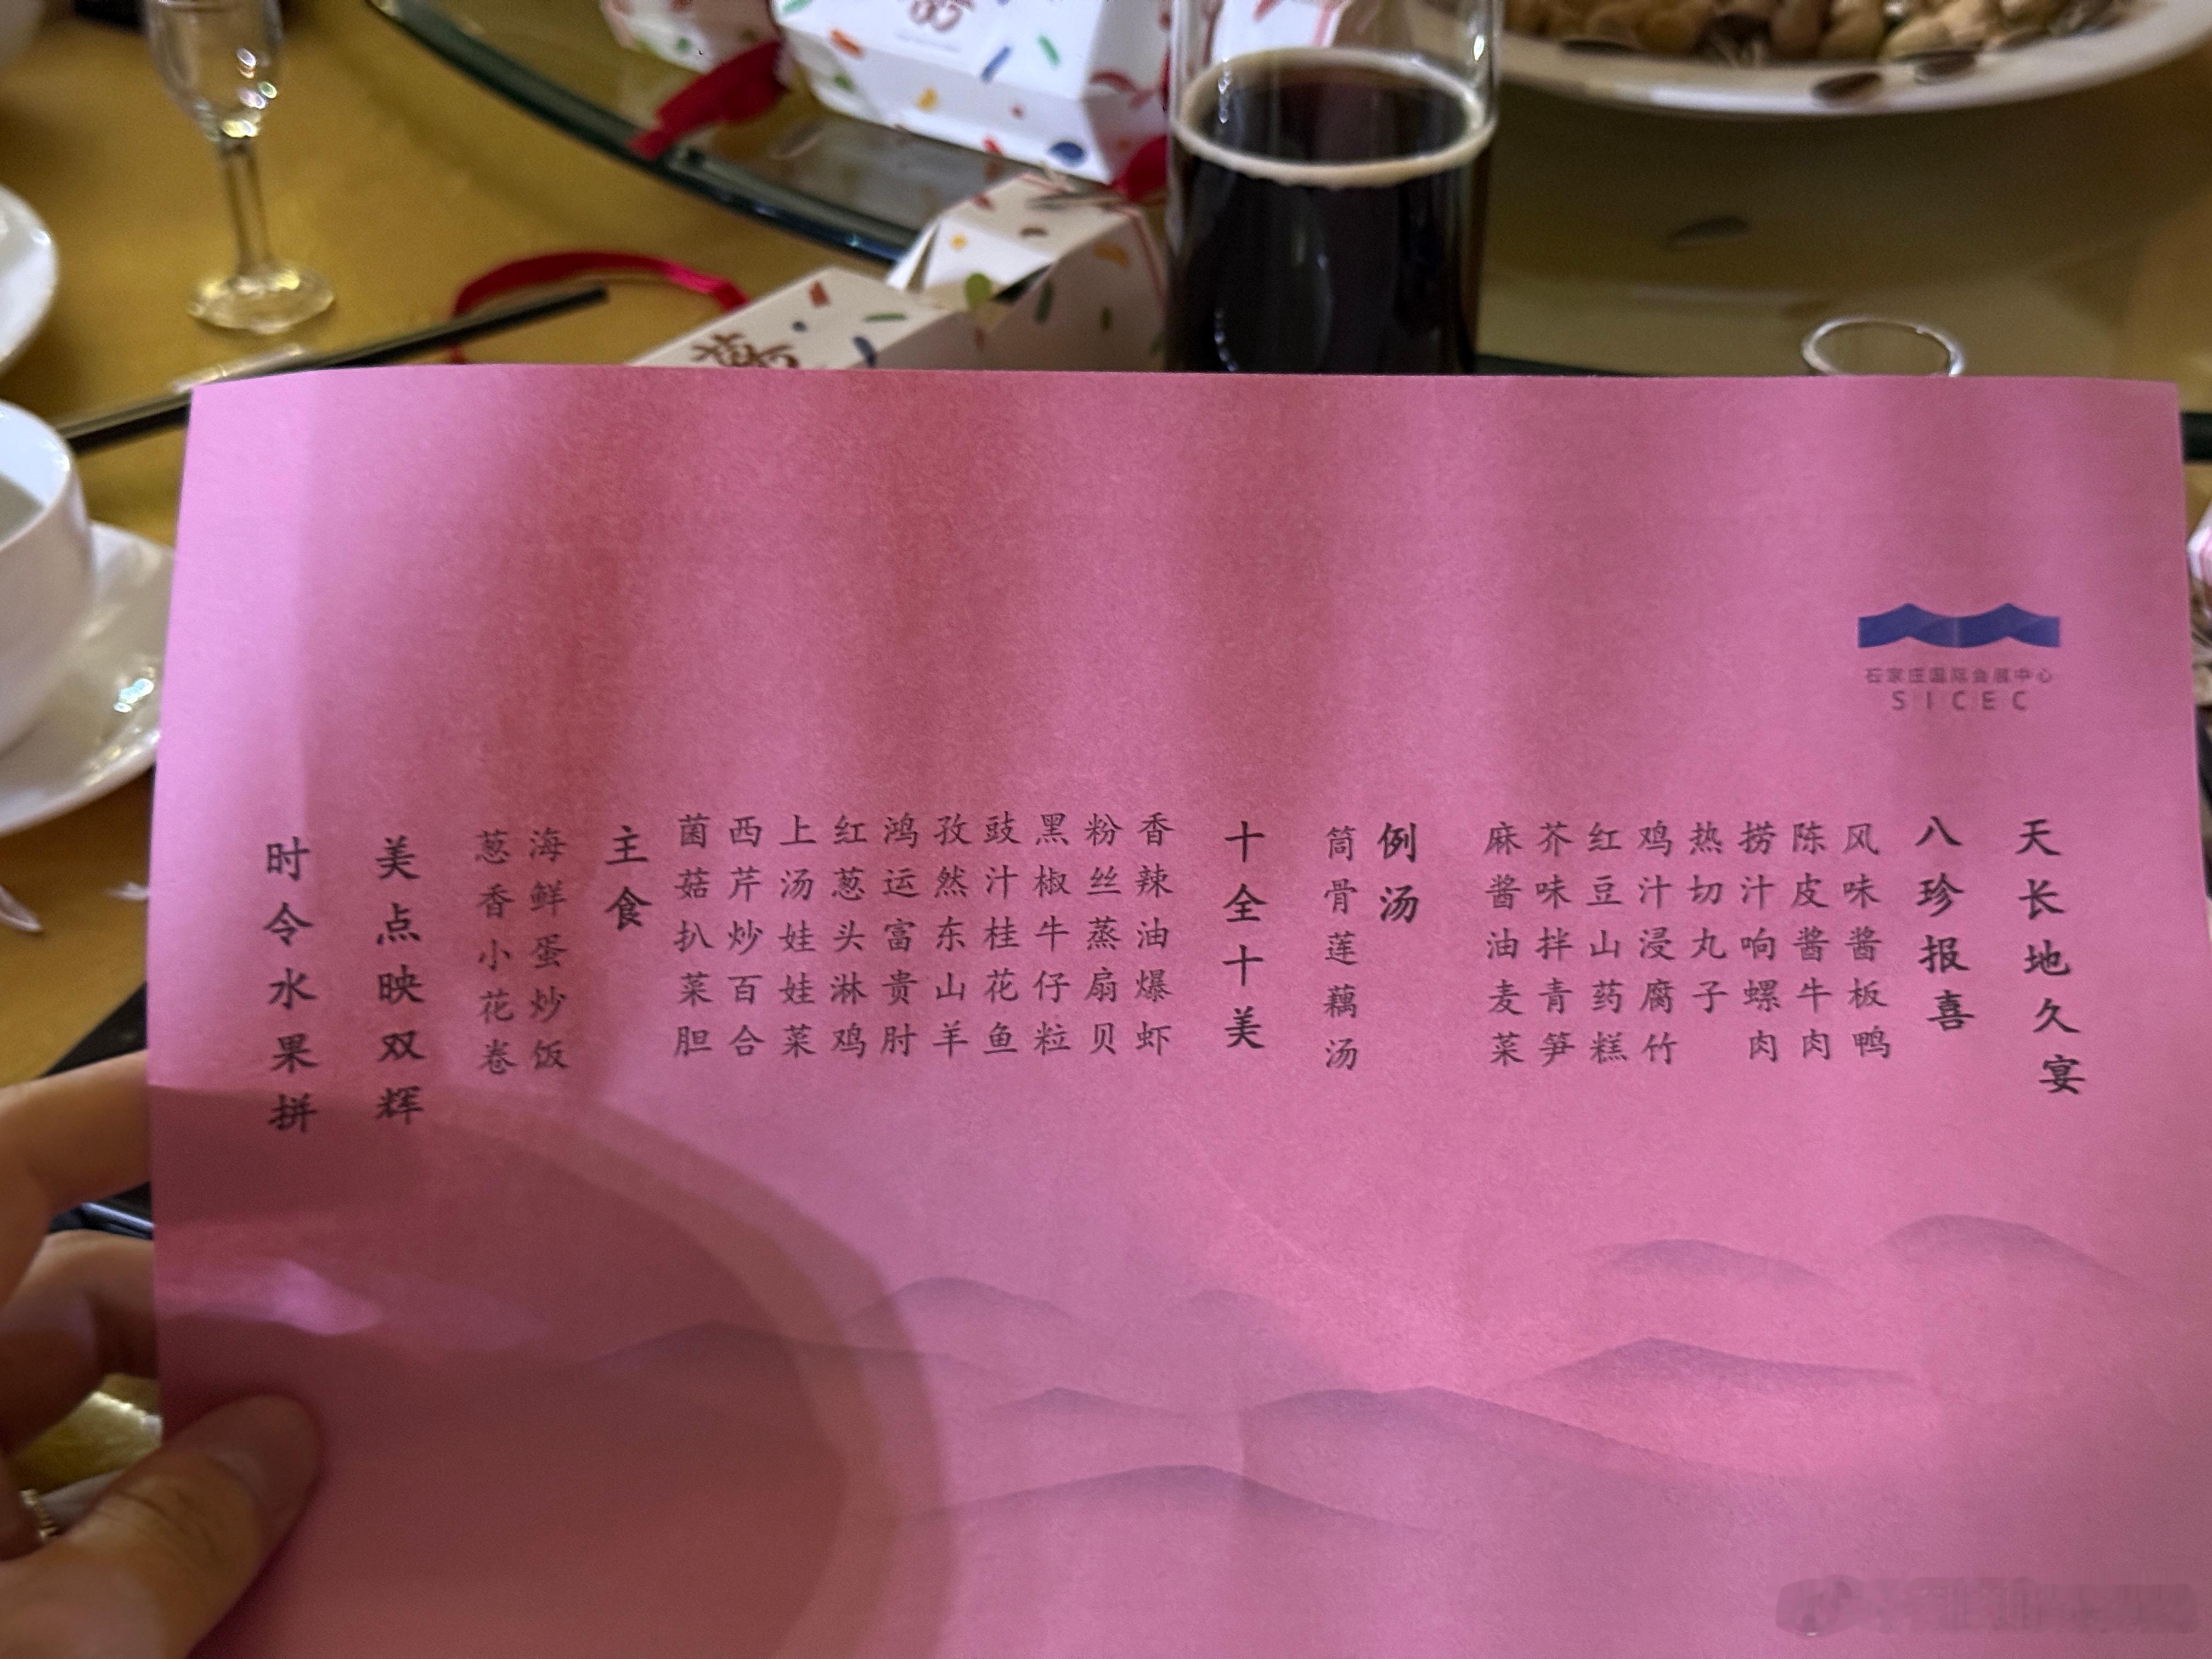 石家庄国际会展中心
SICEC
天长地久宴
八珍报喜
风味酱板鸭
陈皮酱牛肉
捞汁响螺肉
热切丸子
鸡汁浸腐竹
红豆山药糕
芥味拌青笋
麻酱油麦菜
例汤
筒骨莲藕汤
十全十美
香辣油爆虾
粉丝蒸扇贝
黑椒牛仔粒
豉汁桂花鱼
孜然东山羊
鸿运富贵肘
红葱头淋鸡
上汤娃娃菜
西芹炒百合
菌菇扒菜胆
主食
海鲜蛋炒饭
葱香小花卷
美点映双辉
时令水果拼